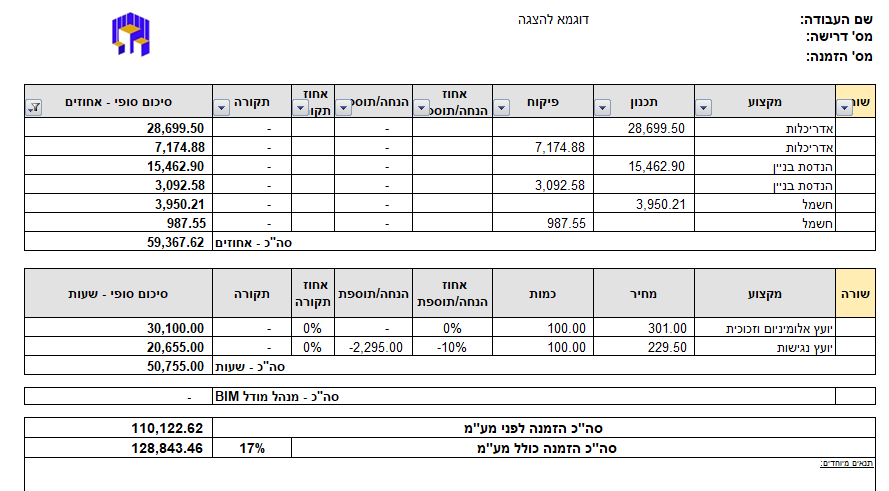 שם העבודה: דוגמא להצגה
מס' דרישה:
מס' הזמנה:
שורה מקצוע תכנון פיקוח אחוז הנחה/תוספת הנחה/תוספת אחוז תקורה תקורה סיכום סופי - אחוזים
אדריכלות 28,699.50 - - 28,699.50
אדריכלות 7,174.88 - - 7,174.88
הנדסת בניין 15,462.90 - - 15,462.90
הנדסת בניין 3,092.58 - - 3,092.58
חשמל 3,950.21 - - 3,950.21
חשמל 987.55 - - 987.55
סה"כ - אחוזים 59,367.62
שורה מקצוע מחיר כמות אחוז הנחה/תוספת הנחה/תוספת אחוז תקורה תקורה סיכום סופי - שעות
יועץ אלומיניום וזכוכית 301.00 100.00 0% - 0% - 30,100.00
יועץ נגישות 229.50 100.00 -10% -2,295.00 0% - 20,655.00
סה"כ - שעות 50,755.00
סה"כ - מנהל מודל BIM -
סה"כ הזמנה לפני מע"מ 110,122.62
סה"כ הזמנה כולל מע"מ 17% 128,843.46
תנאים מיוחדים: